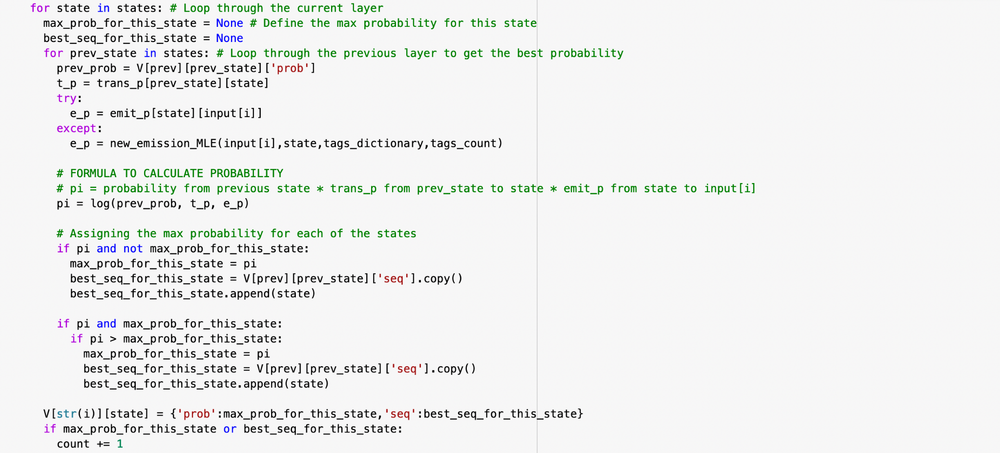 for state in states: # Loop through the current layer
  max_prob_for_this_state = None # Define the max probability for this state
  best_seq_for_this_state = None
  for prev_state in states: # Loop through the previous layer to get the best probability
    prev_prob = V[prev][prev_state]['prob']
    t_p = trans_p[prev_state][state]
    try:
      e_p = emit_p[state][input[i]]
    except:
      e_p = new_emission_MLE(input[i],state,tags_dictionary,tags_count)

    # FORMULA TO CALCULATE PROBABILITY
    # pi = probability from previous state * trans_p from prev_state to state * emit_p from state to input[i]
    pi = log(prev_prob, t_p, e_p)

    # Assigning the max probability for each of the states
    if pi and not max_prob_for_this_state:
      max_prob_for_this_state = pi
      best_seq_for_this_state = V[prev][prev_state]['seq'].copy()
      best_seq_for_this_state.append(state)

    if pi and max_prob_for_this_state:
      if pi > max_prob_for_this_state:
        max_prob_for_this_state = pi
        best_seq_for_this_state = V[prev][prev_state]['seq'].copy()
        best_seq_for_this_state.append(state)

  V[str(i)][state] = {'prob':max_prob_for_this_state,'seq':best_seq_for_this_state}
  if max_prob_for_this_state or best_seq_for_this_state:
    count += 1